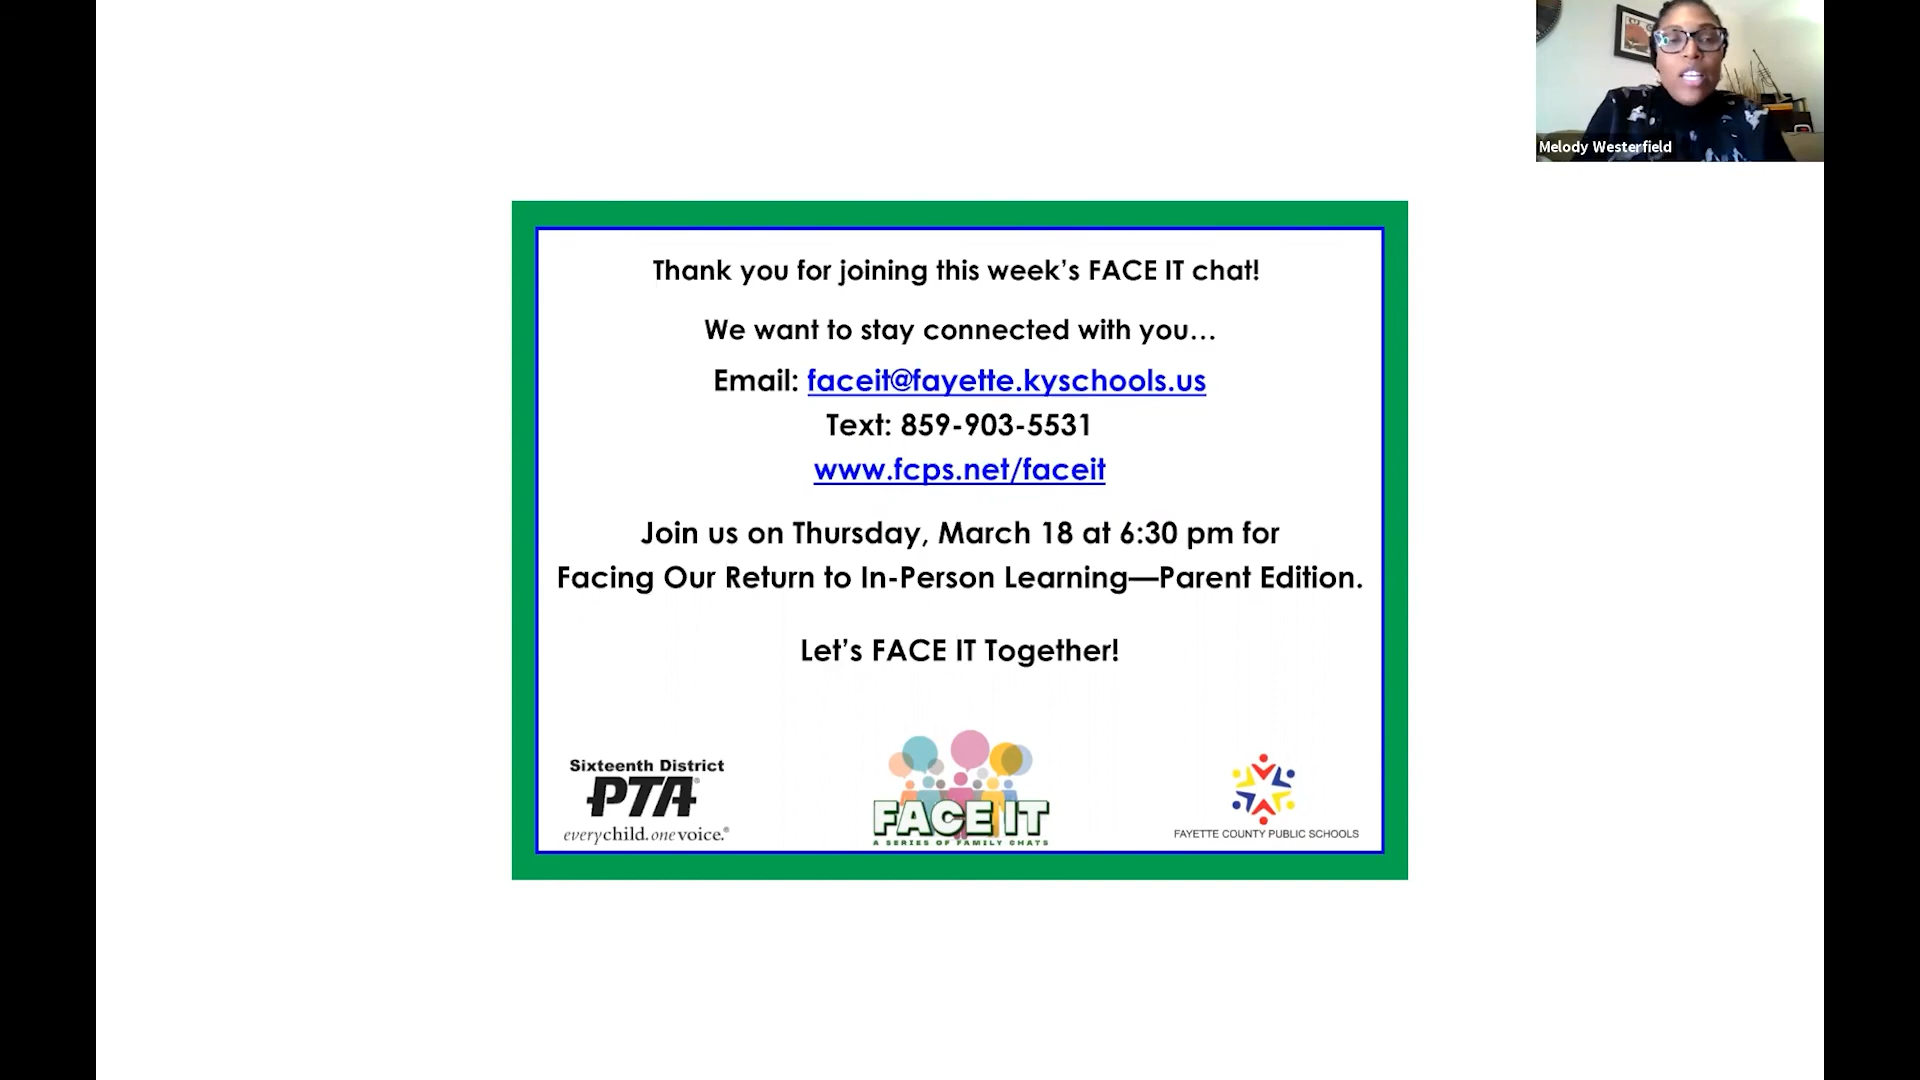 Melody Westerfield
Thank you for joining this week's FACE IT chat!
We want to stay connected with you…
Email: faceit@fayette.kyschools.us
Text: 859-903-5531
www.fcps.net/faceit
Join us on Thursday, March 18 at 6:30 pm for
Facing Our Return to In-Person Learning—Parent Edition.
Let's FACE IT Together!
Sixteenth District
PTA®
everychild.onevoice.®
FACE IT
A SERIES OF FAMILY CHATS
FAYETTE COUNTY PUBLIC SCHOOLS